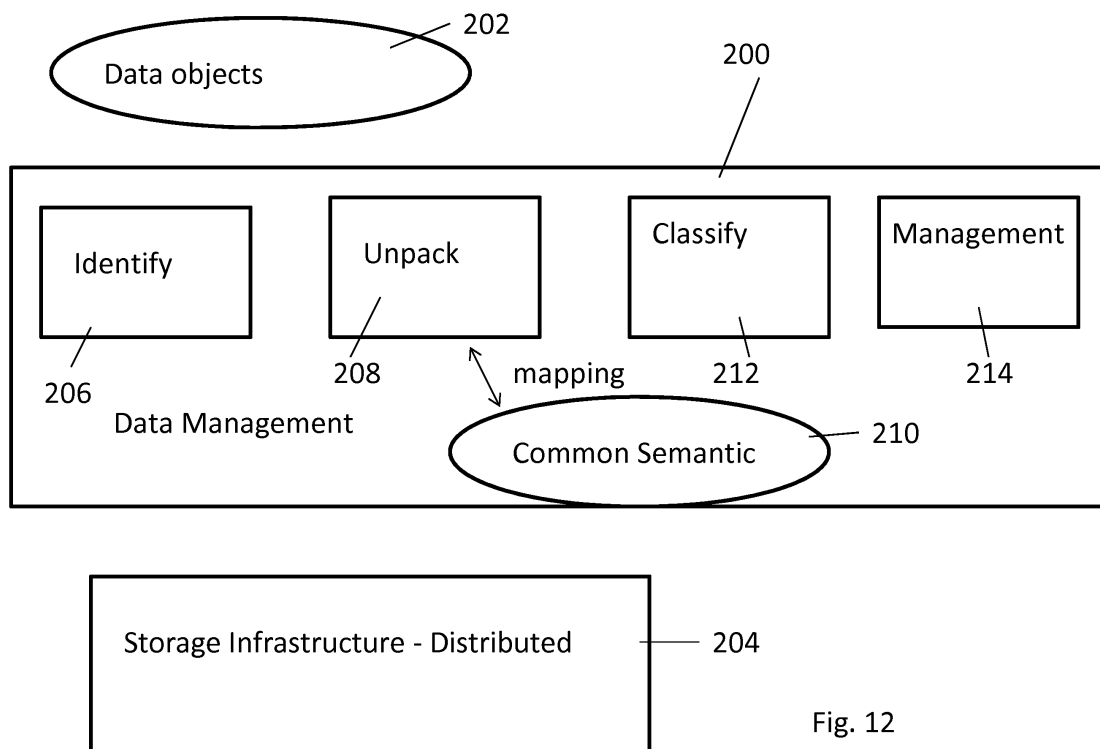 202
Data objects
200
Identify
Unpack
Classify
Management
206
208
mapping
212
214
Data Management
210
Common Semantic
Storage Infrastructure - Distributed
204
Fig. 12